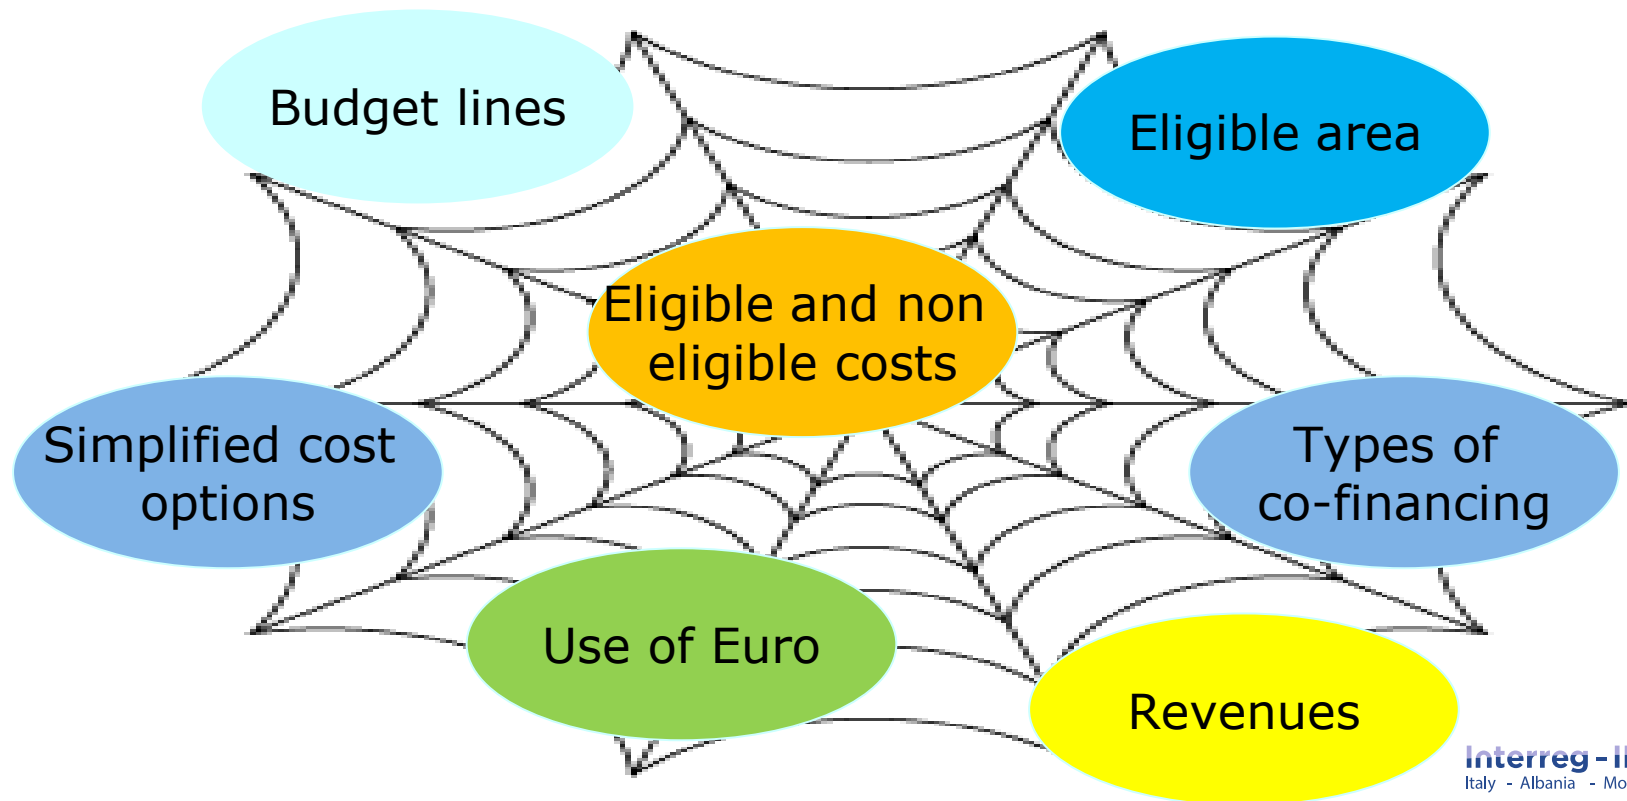 Budget lines
Eligible area
Eligible and non
eligible costs
Simplified cost
options
Types of
co-financing
Use of Euro
Revenues
Interreg -
Italy - Albania -